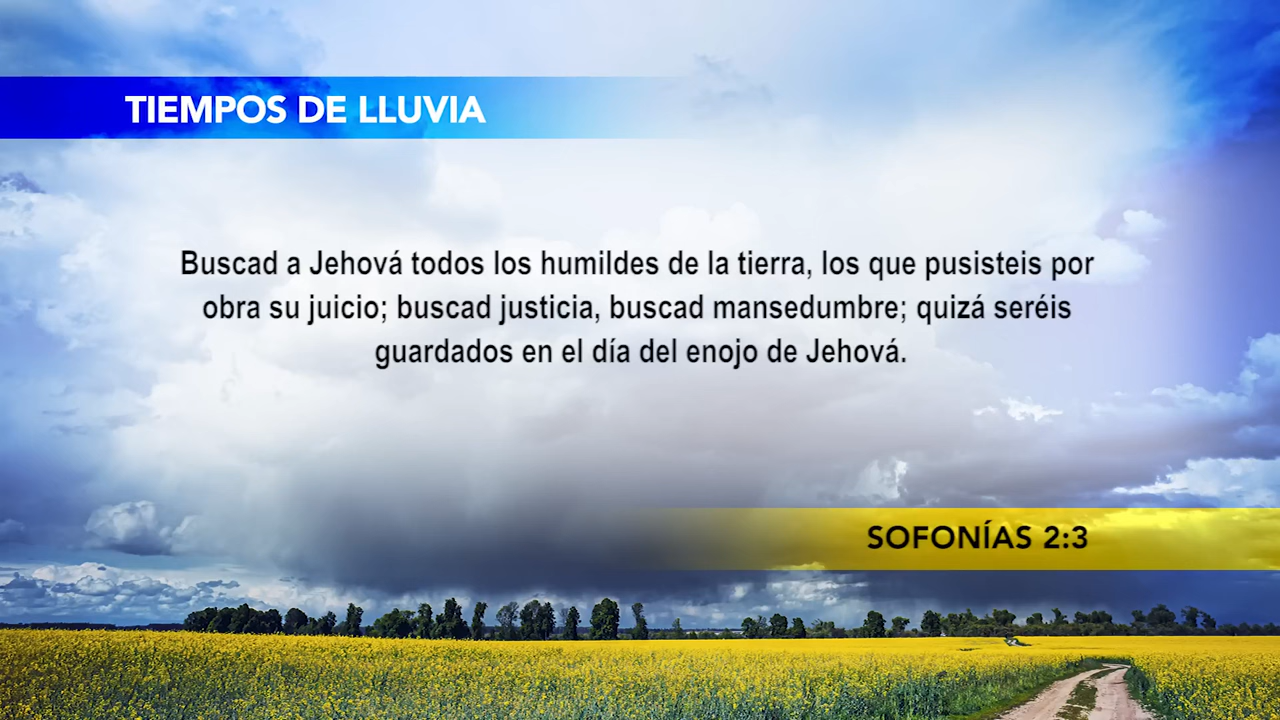 TIEMPOS DE LLUVIA
Buscad a Jehová todos los humildes de la tierra, los que pusisteis por
obra su juicio; buscad justicia, buscad mansedumbre; quizá seréis
guardados en el día del enojo de Jehová.
SOFONÍAS 2:3